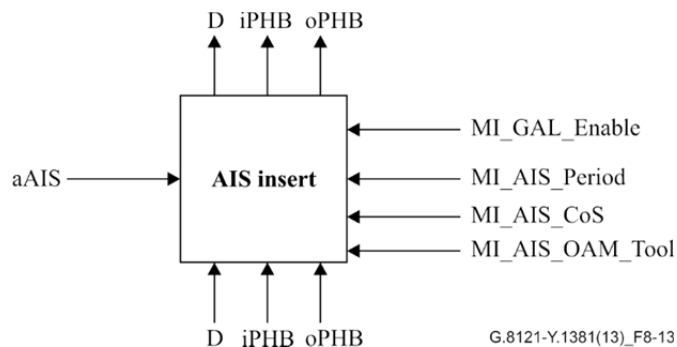 D iPHB oPHB
MI_GAL_Enable
aAIS AIS insert MI_AIS_Period
MI_AIS_CoS
MI_AIS_OAM_Tool
D iPHB oPHB G.8121-Y.1381(13)_F8-13